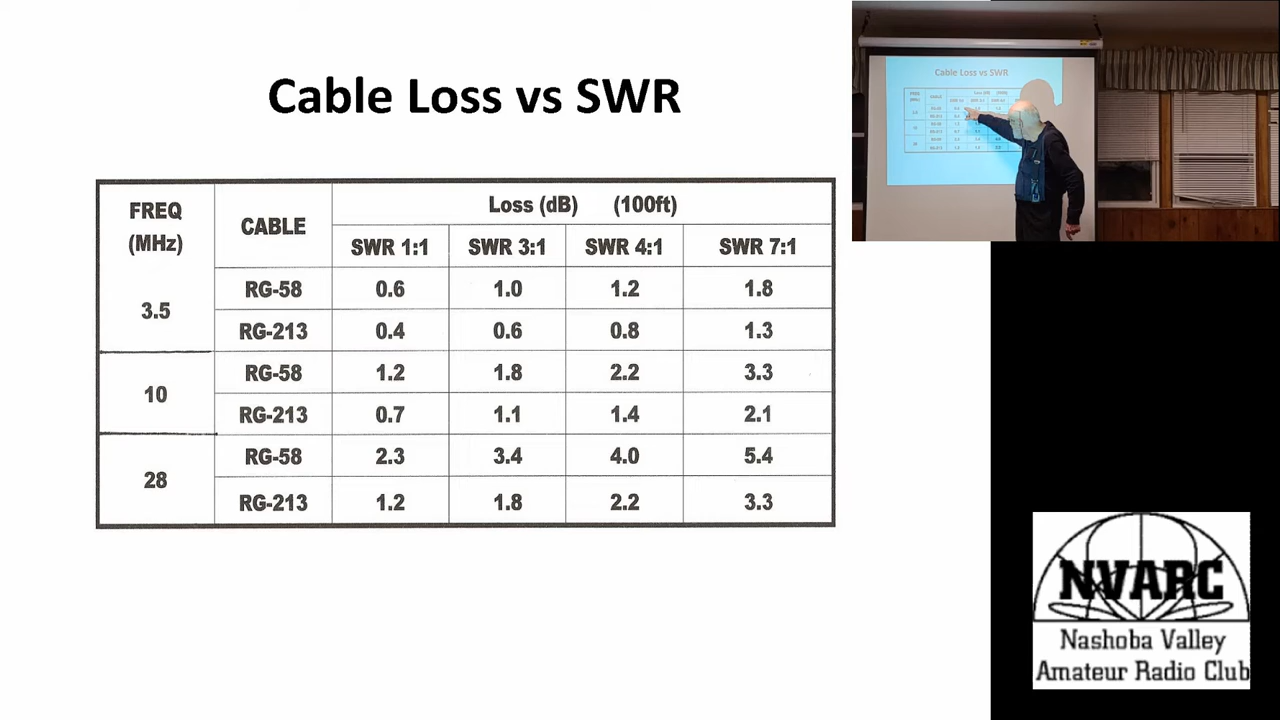 Cable Loss vs SWR
FREQ (MHz) CABLE Loss (dB) (100ft)
SWR 1:1 SWR 3:1 SWR 4:1 SWR 7:1
3.5 RG-58 0.6 1.0 1.2 1.8
RG-213 0.4 0.6 0.8 1.3
10 RG-58 1.2 1.8 2.2 3.3
RG-213 0.7 1.1 1.4 2.1
28 RG-58 2.3 3.4 4.0 5.4
RG-213 1.2 1.8 2.2 3.3
Cable Loss vs SWR
NVARC
Nashoba Valley
Amateur Radio Club